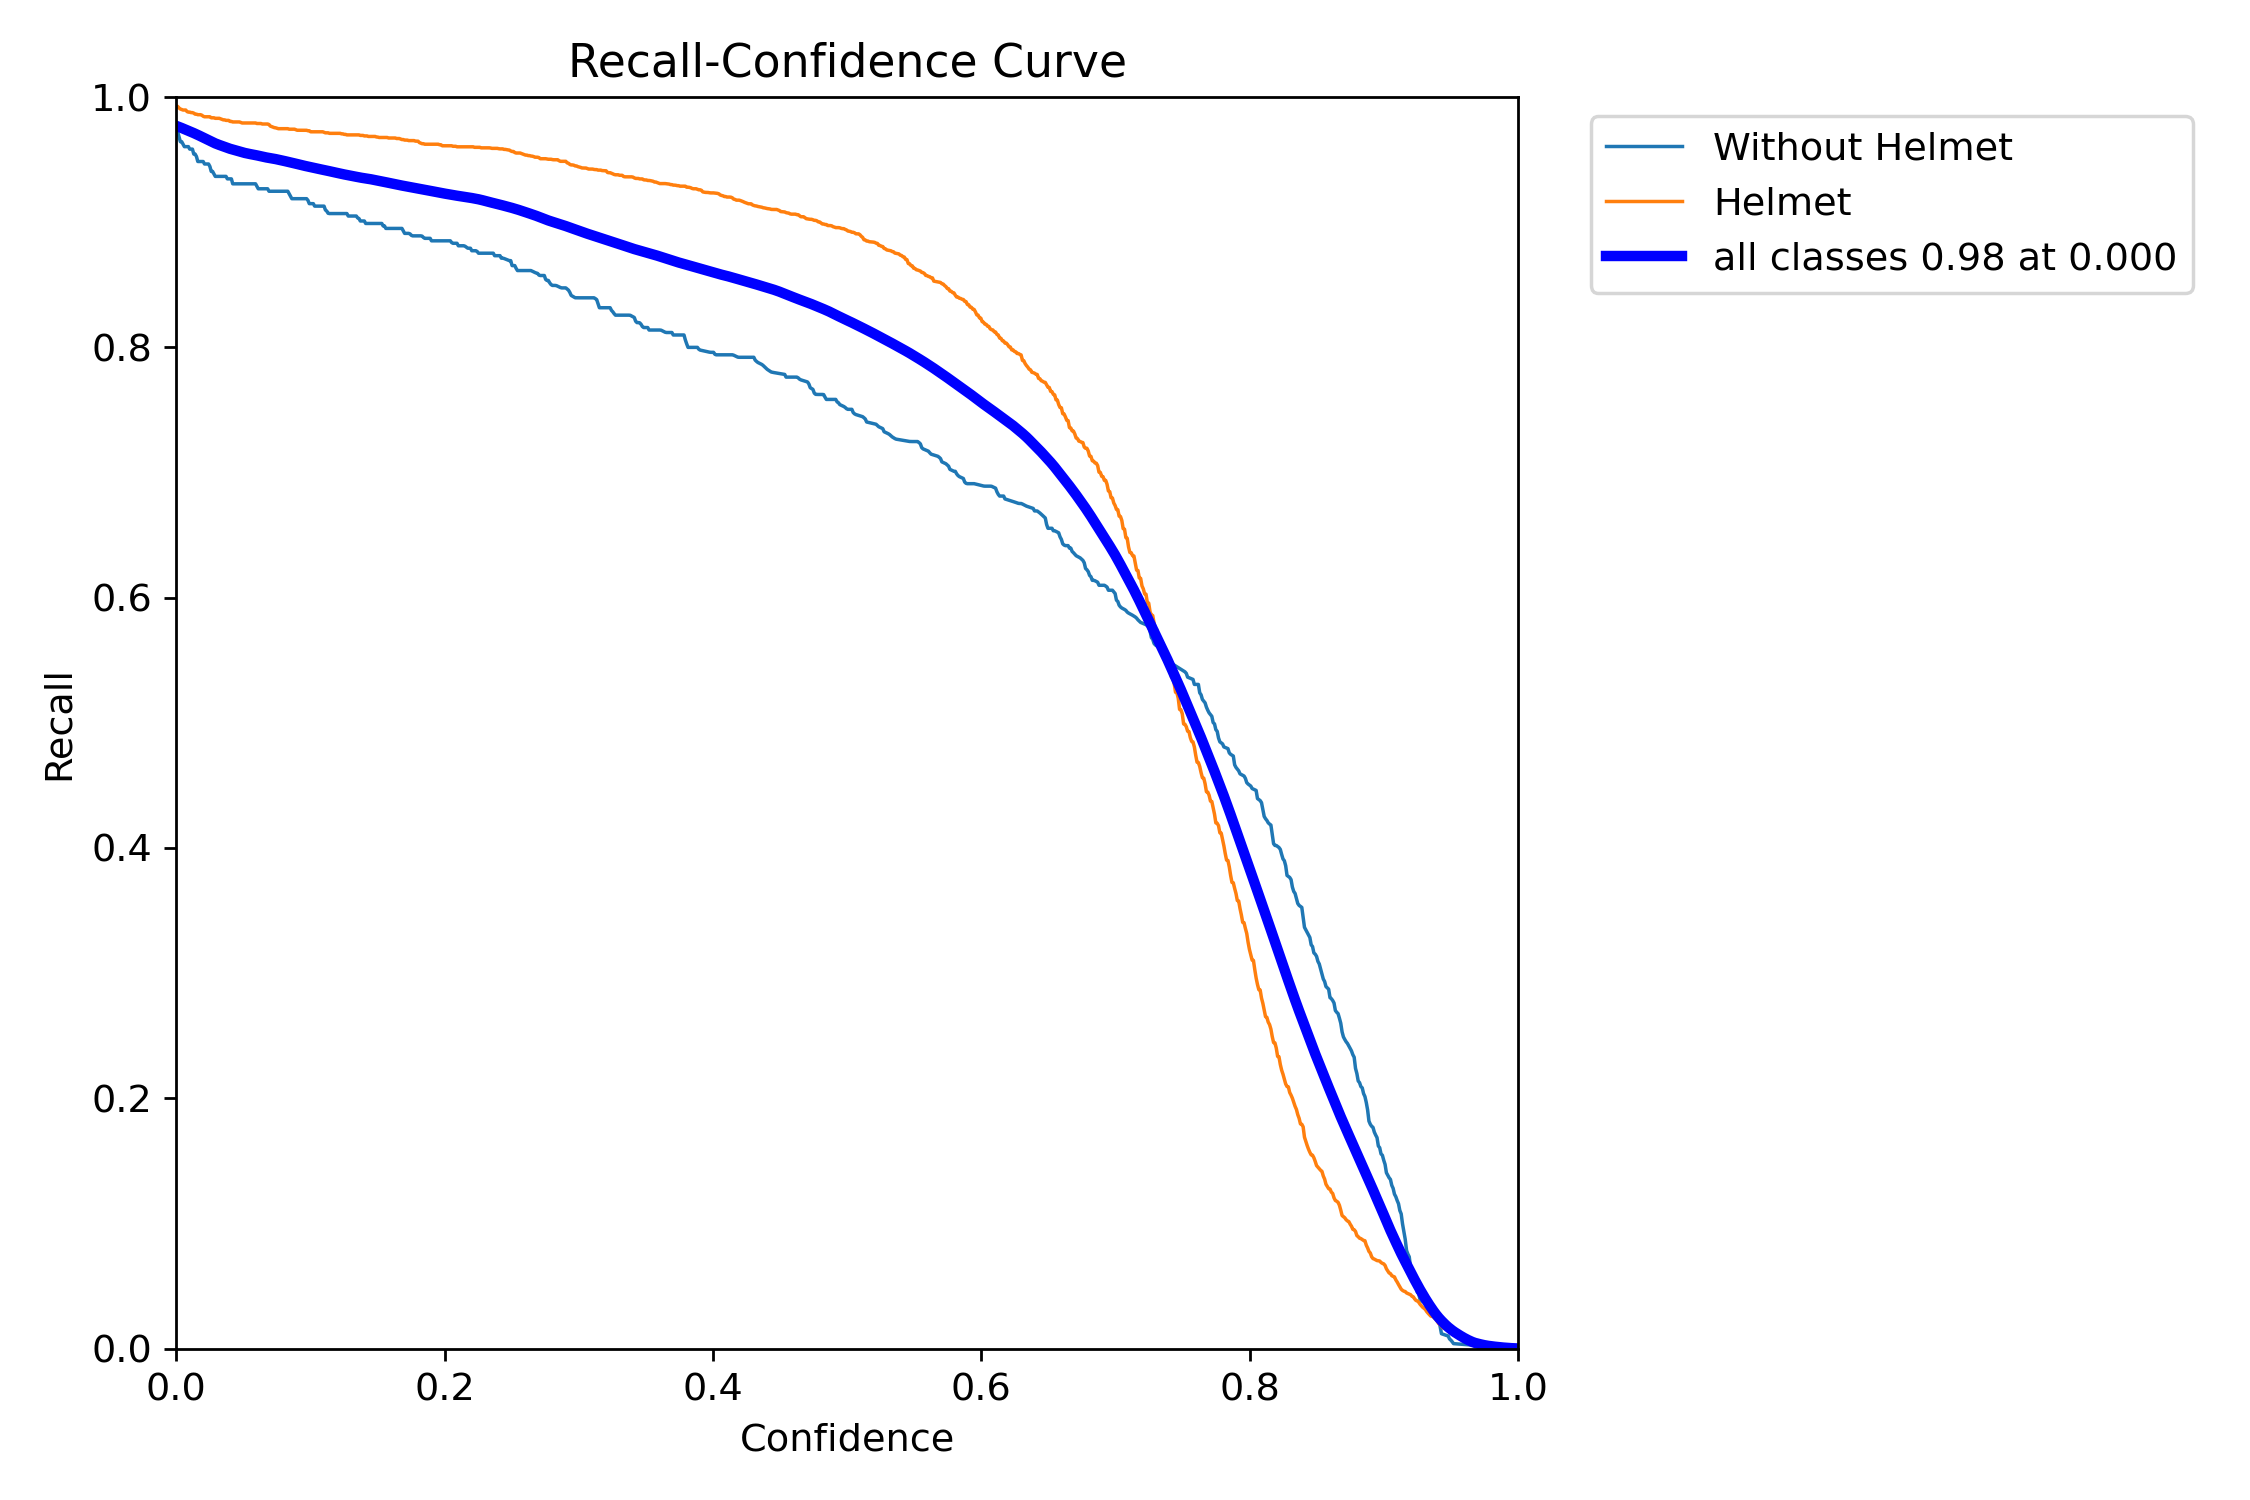 Recall-Confidence Curve
Without Helmet
Helmet
all classes 0.98 at 0.000
1.0
0.8
0.6
0.4
0.2
0.0
Recall
0.0 0.2 0.4 0.6 0.8 1.0
Confidence